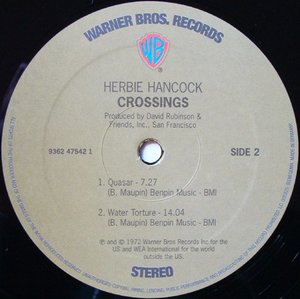 WARNER BROS. RECORDS
WB
®
HERBIE HANCOCK
CROSSINGS
Produced by David Robinson &
Friends, Inc., San Francisco
9362 47542 1
SIDE 2
1. Quasar - 7.27
(B. Maupin) Benpin Music - BMI
2. Water Torture - 14.04
(B. Maupin) Benpin Music - BMI
℗ and © 1972 Warner Bros Records Inc for the
US and WEA International for the world
outside the US.
STEREO